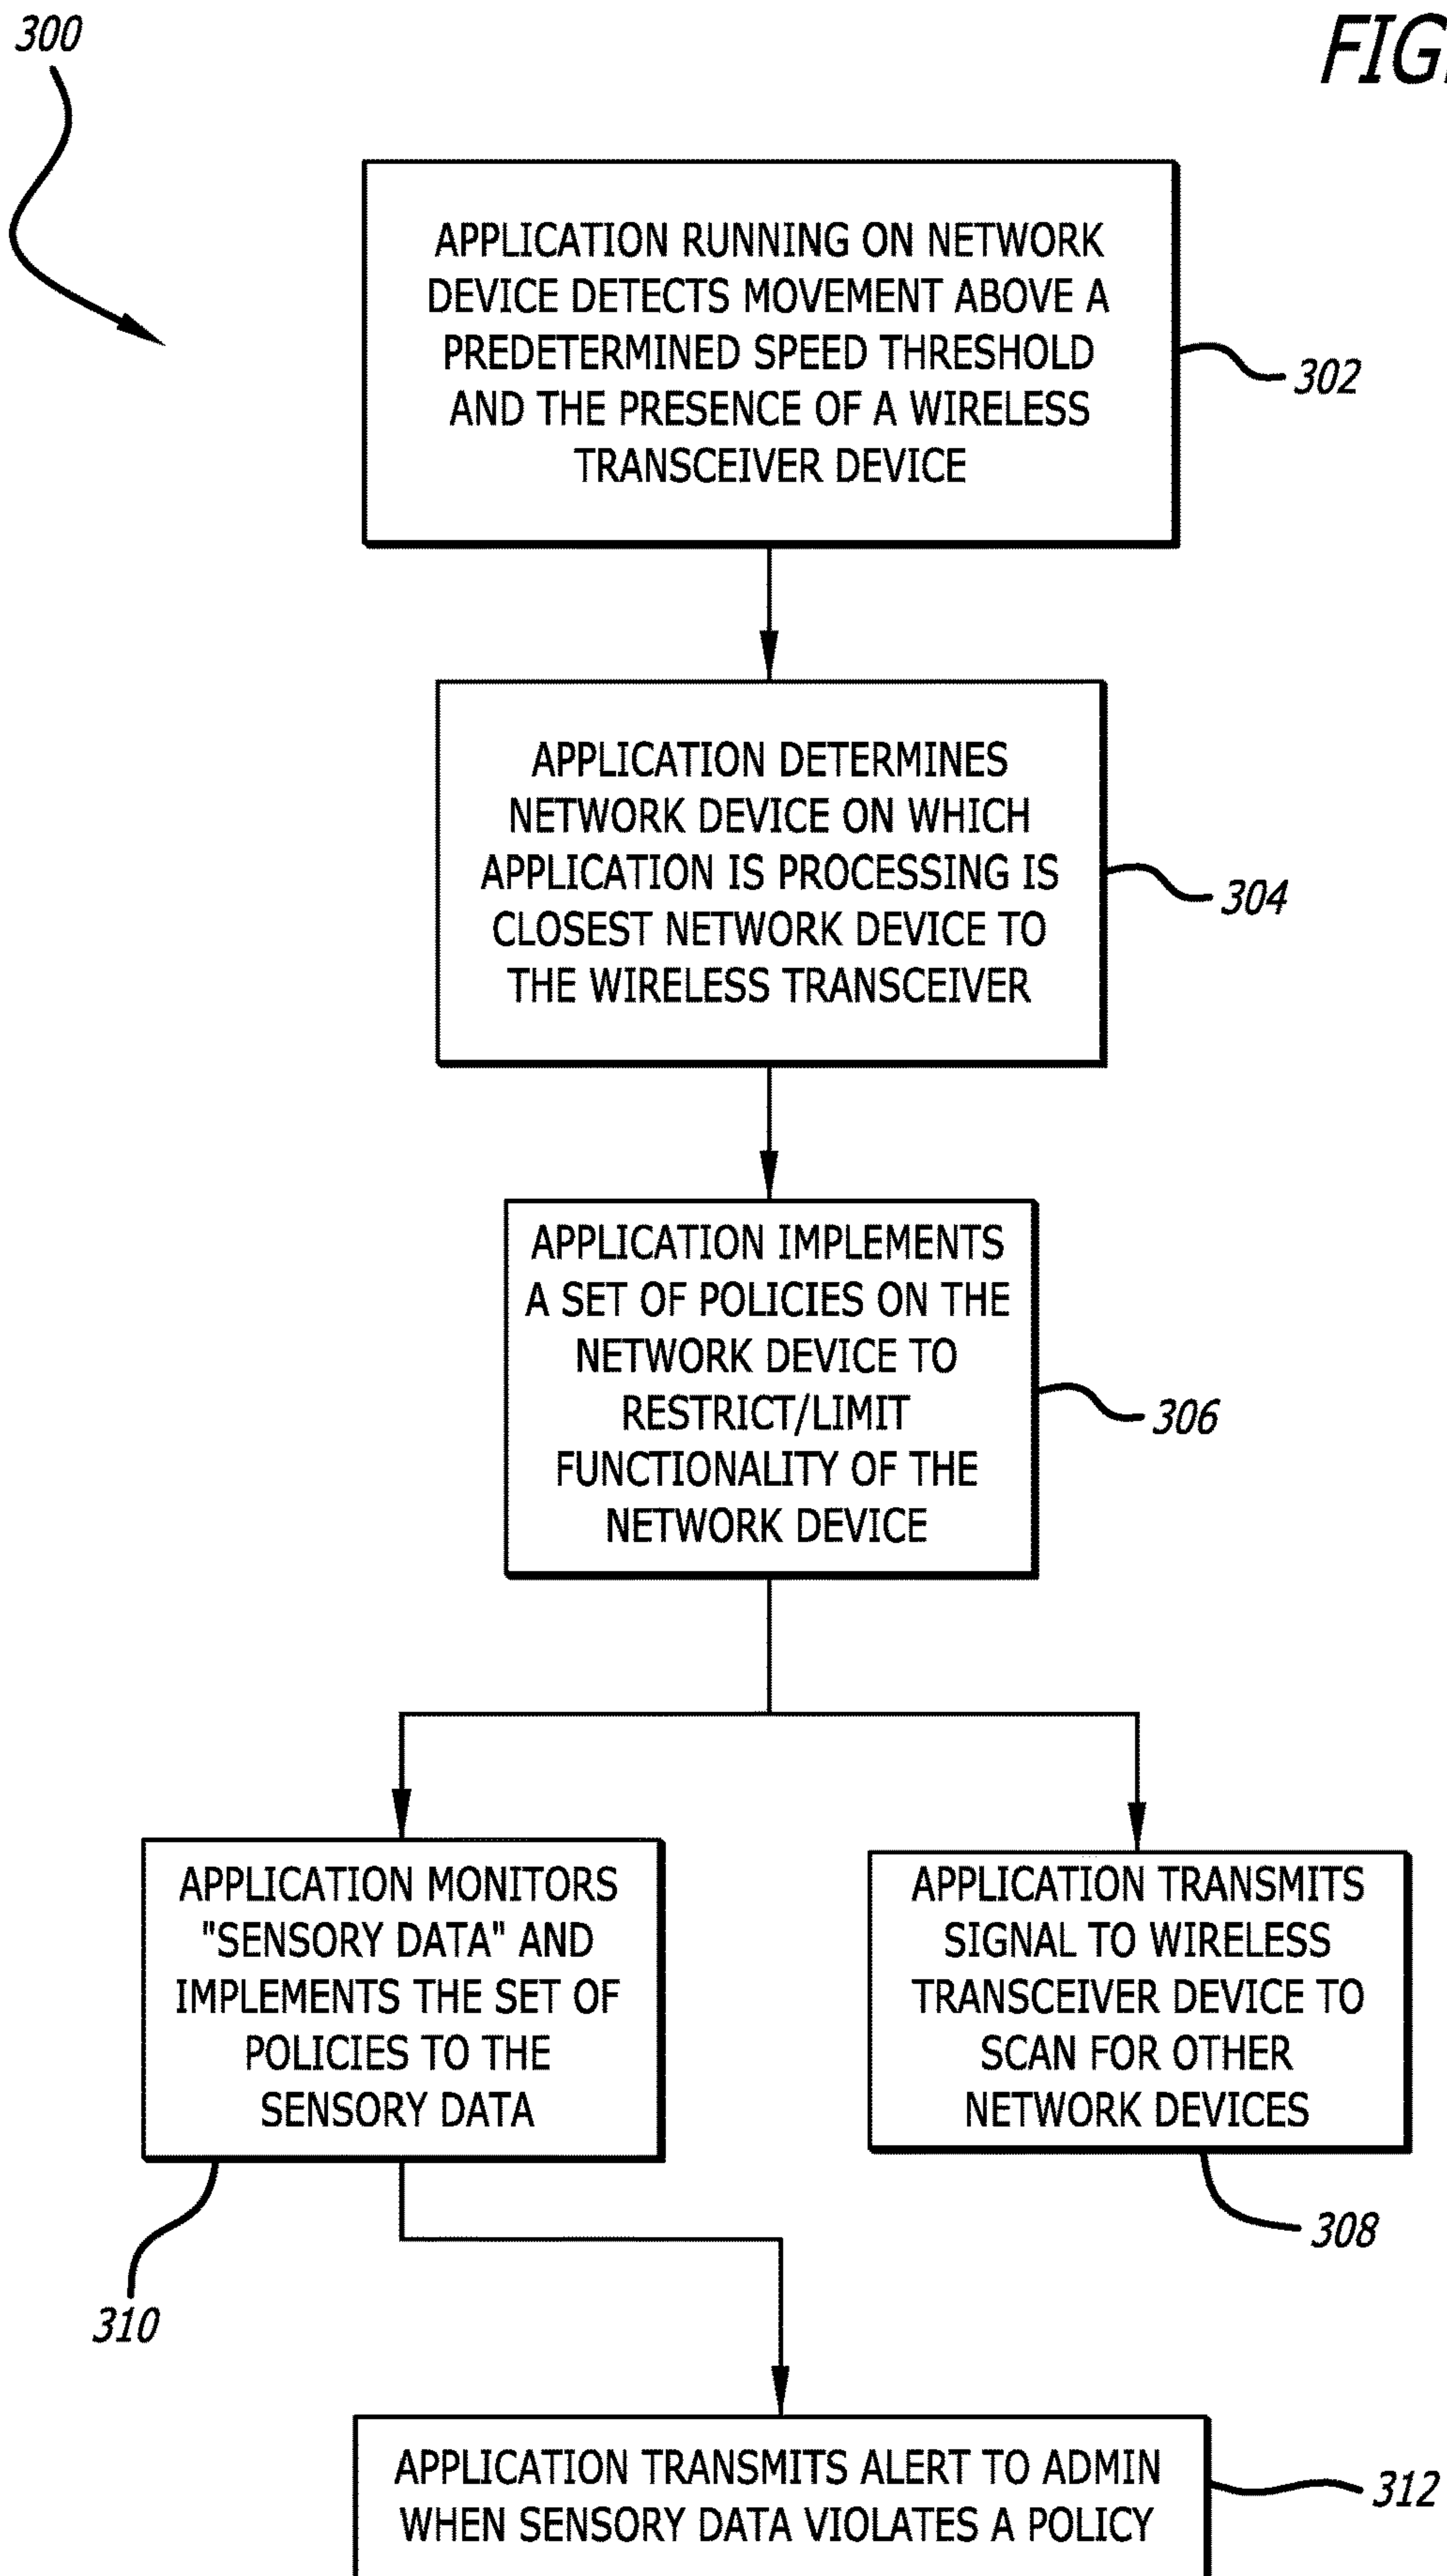 300
FIG
APPLICATION RUNNING ON NETWORK
DEVICE DETECTS MOVEMENT ABOVE A
PREDETERMINED SPEED THRESHOLD
AND THE PRESENCE OF A WIRELESS
TRANSCEIVER DEVICE
302
APPLICATION DETERMINES
NETWORK DEVICE ON WHICH
APPLICATION IS PROCESSING IS
CLOSEST NETWORK DEVICE TO
THE WIRELESS TRANSCEIVER
304
APPLICATION IMPLEMENTS
A SET OF POLICIES ON THE
NETWORK DEVICE TO
RESTRICT/LIMIT
FUNCTIONALITY OF THE
NETWORK DEVICE
306
APPLICATION MONITORS
"SENSORY DATA" AND
IMPLEMENTS THE SET OF
POLICIES TO THE
SENSORY DATA
310
APPLICATION TRANSMITS
SIGNAL TO WIRELESS
TRANSCEIVER DEVICE TO
SCAN FOR OTHER
NETWORK DEVICES
308
APPLICATION TRANSMITS ALERT TO ADMIN
WHEN SENSORY DATA VIOLATES A POLICY
312